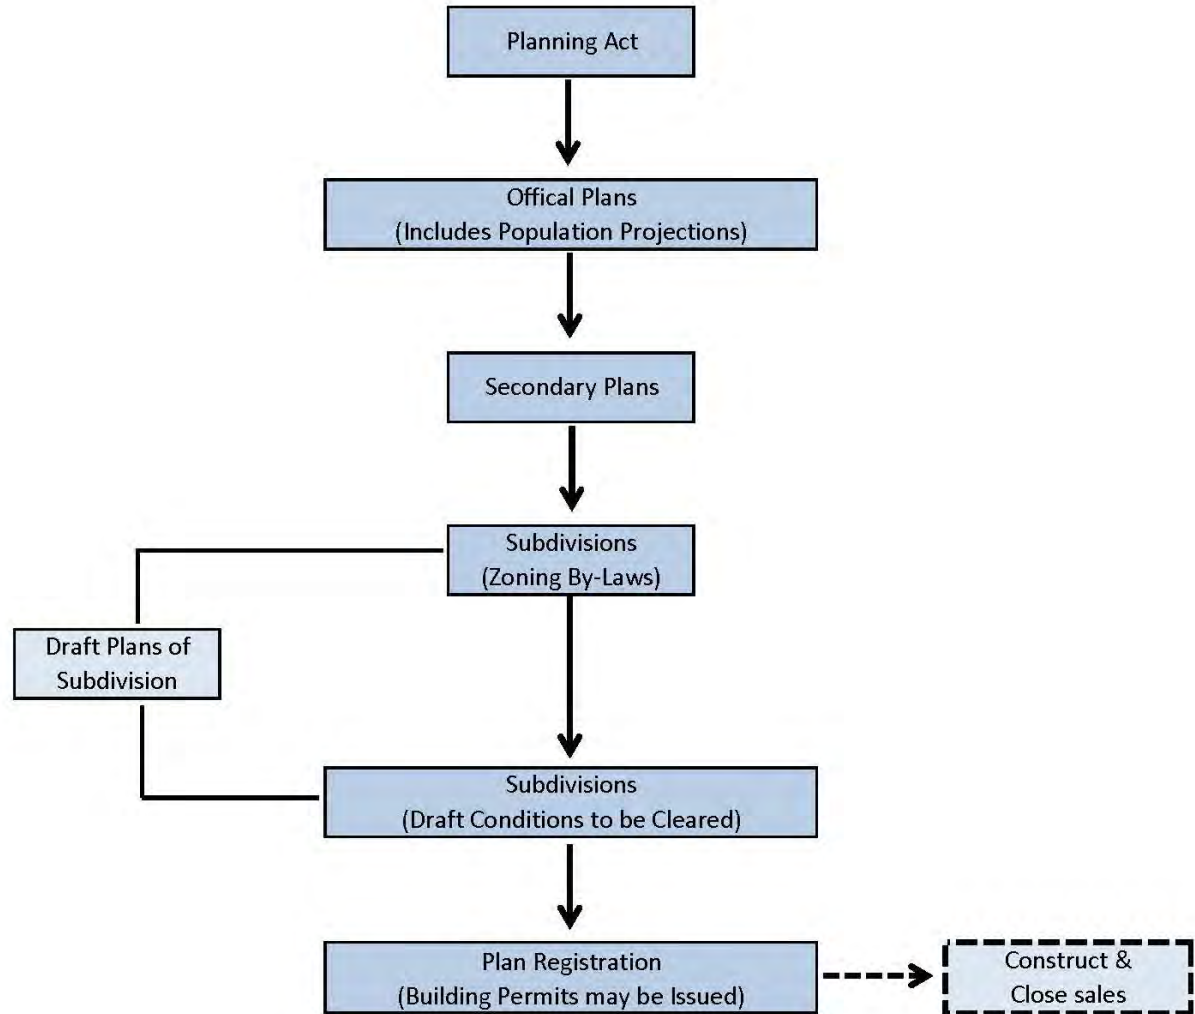 Planning Act
Offical Plans
(Includes Population Projections)
Secondary Plans
Subdivisions
(Zoning By-Laws)
Draft Plans of
Subdivision
Subdivisions
(Draft Conditions to be Cleared)
Plan Registration
(Building Permits may be Issued)
Construct &
Close sales